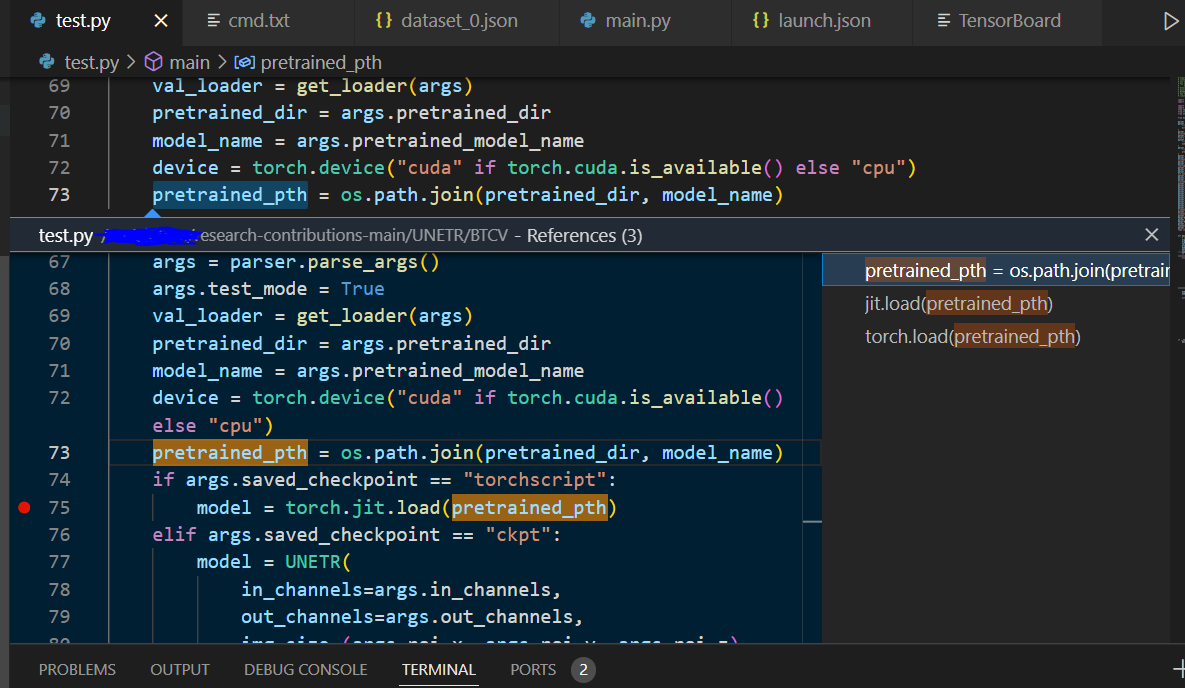 test.py cmd.txt {} dataset_0.json main.py {} launch.json TensorBoard
test.py > main > pretrained_pth
69 val_loader = get_loader(args)
70 pretrained_dir = args.pretrained_dir
71 model_name = args.pretrained_model_name
72 device = torch.device("cuda" if torch.cuda.is_available() else "cpu")
73 pretrained_pth = os.path.join(pretrained_dir, model_name)
test.py esearch-contributions-main/UNETR/BTCV - References (3)
67 args = parser.parse_args()
68 args.test_mode = True
69 val_loader = get_loader(args)
70 pretrained_dir = args.pretrained_dir
71 model_name = args.pretrained_model_name
72 device = torch.device("cuda" if torch.cuda.is_available()
else "cpu")
73 pretrained_pth = os.path.join(pretrained_dir, model_name)
74 if args.saved_checkpoint == "torchscript":
75 model = torch.jit.load(pretrained_pth)
76 elif args.saved_checkpoint == "ckpt":
77 model = UNETR(
78 in_channels=args.in_channels,
79 out_channels=args.out_channels,
pretrained_pth = os.path.join(pretrair
jit.load(pretrained_pth)
torch.load(pretrained_pth)
PROBLEMS OUTPUT DEBUG CONSOLE TERMINAL PORTS 2